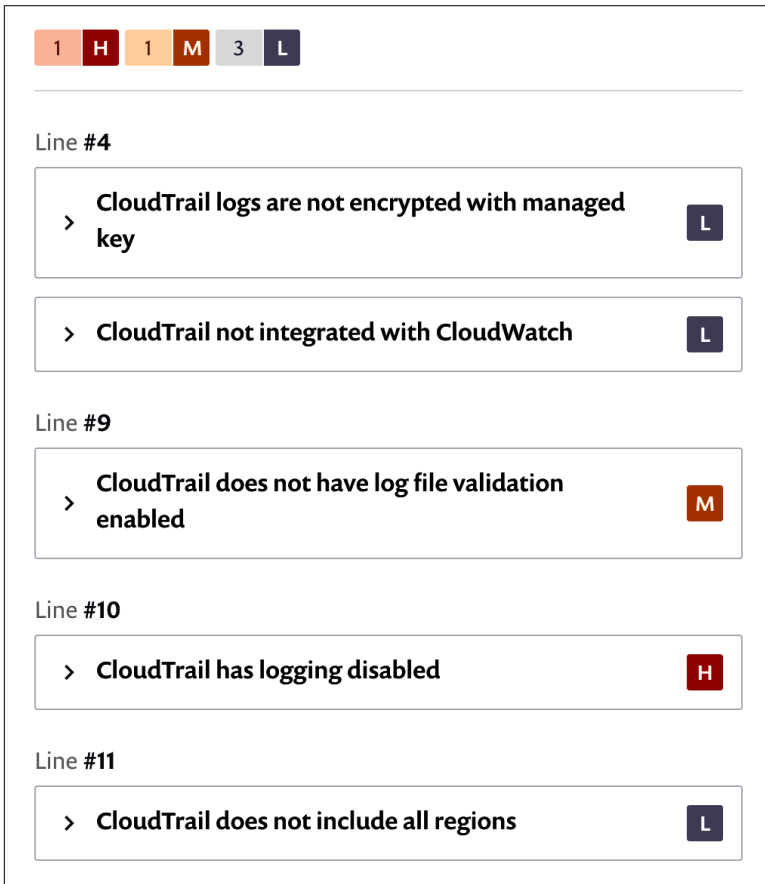 1 H 1 M 3 L
Line #4
CloudTrail logs are not encrypted with managed
key
L
CloudTrail not integrated with CloudWatch
L
Line #9
CloudTrail does not have log file validation
enabled
M
Line #10
CloudTrail has logging disabled
H
Line #11
CloudTrail does not include all regions
L